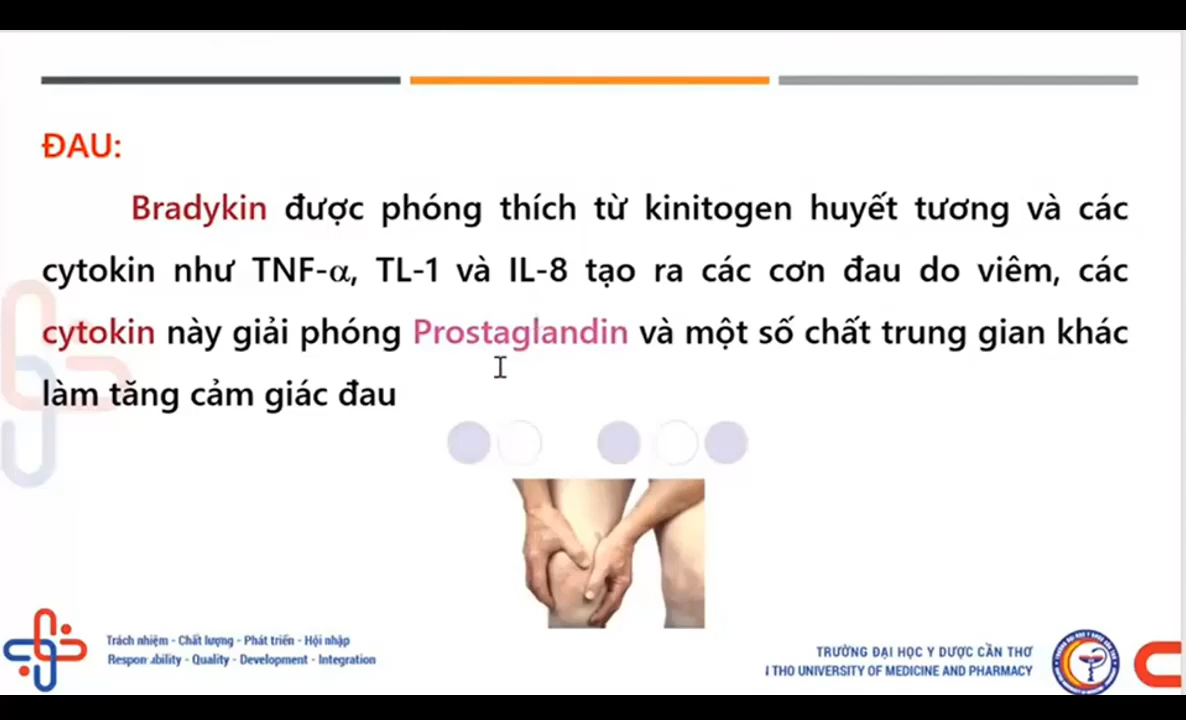 ĐAU:
Bradykin được phóng thích từ kinitogen huyết tương và các
cytokin như TNF-α, TL-1 và IL-8 tạo ra các cơn đau do viêm, các
cytokin này giải phóng Prostaglandin và một số chất trung gian khác
làm tăng cảm giác đau
Trách nhiệm - Chất lượng - Phát triển - Hội nhập
Responsibility - Quality - Development - Integration
TRƯỜNG ĐẠI HỌC Y DƯỢC CẦN THƠ
THO UNIVERSITY OF MEDICINE AND PHARMACY